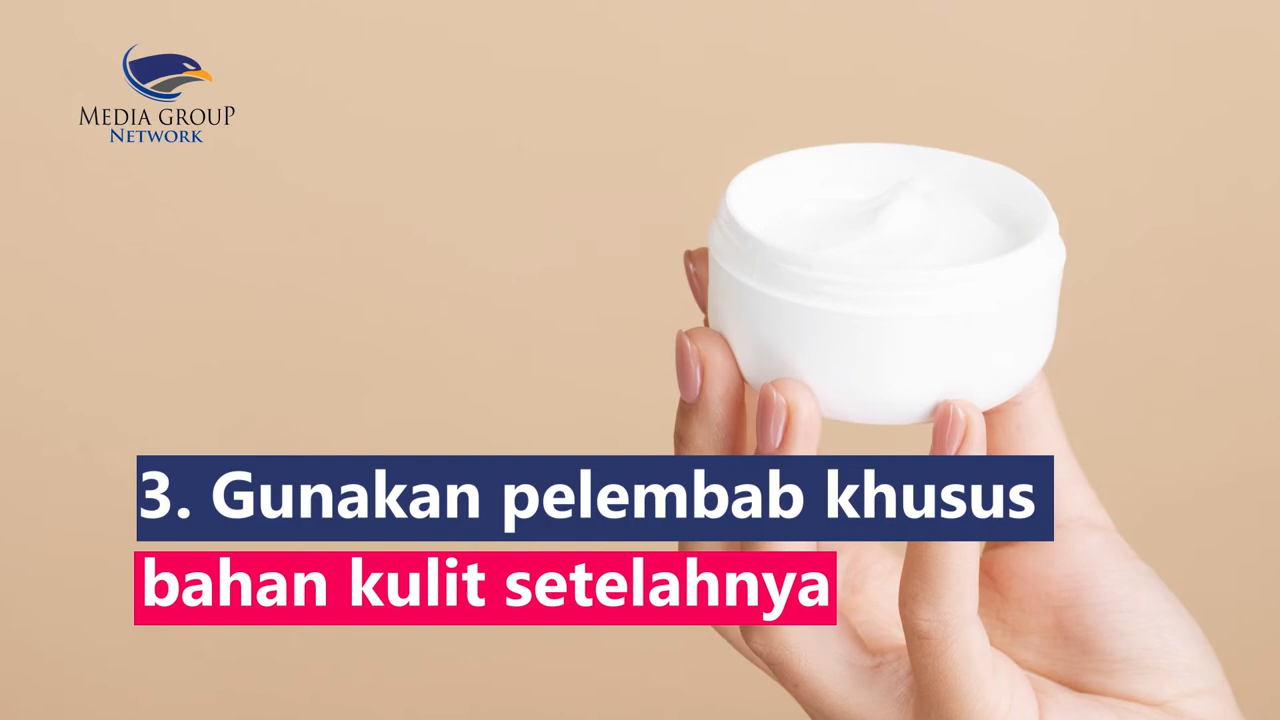 MEDIA GROUP
NETWORK
3. Gunakan pelembab khusus
bahan kulit setelahnya